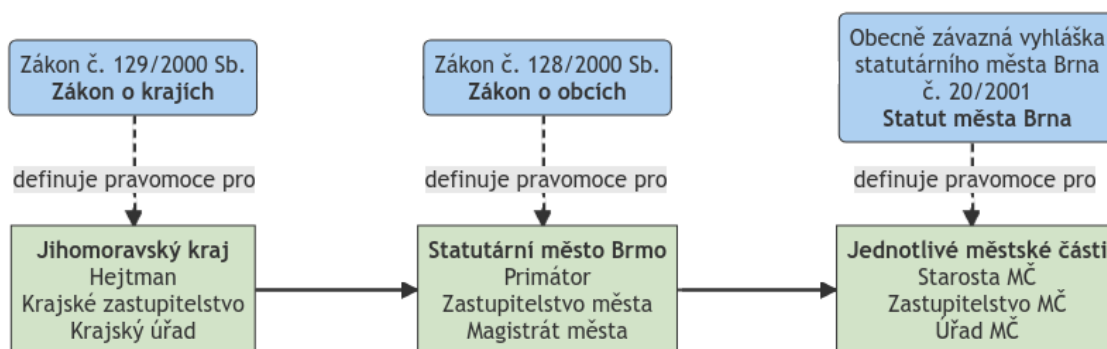 Zákon č. 129/2000 Sb.
Zákon o krajích
Zákon č. 128/2000 Sb.
Zákon o obcích
Obecně závazná vyhláška
statutárního města Brna
č. 20/2001
Statut města Brna
definuje pravomoce pro
definuje pravomoce pro
definuje pravomoce pro
Jihomoravský kraj
Hejtman
Krajské zastupitelstvo
Krajský úřad
Statutární město Brmo
Primátor
Zastupitelstvo města
Magistrát města
Jednotlivé městské části
Starosta MČ
Zastupitelstvo MČ
Úřad MČ